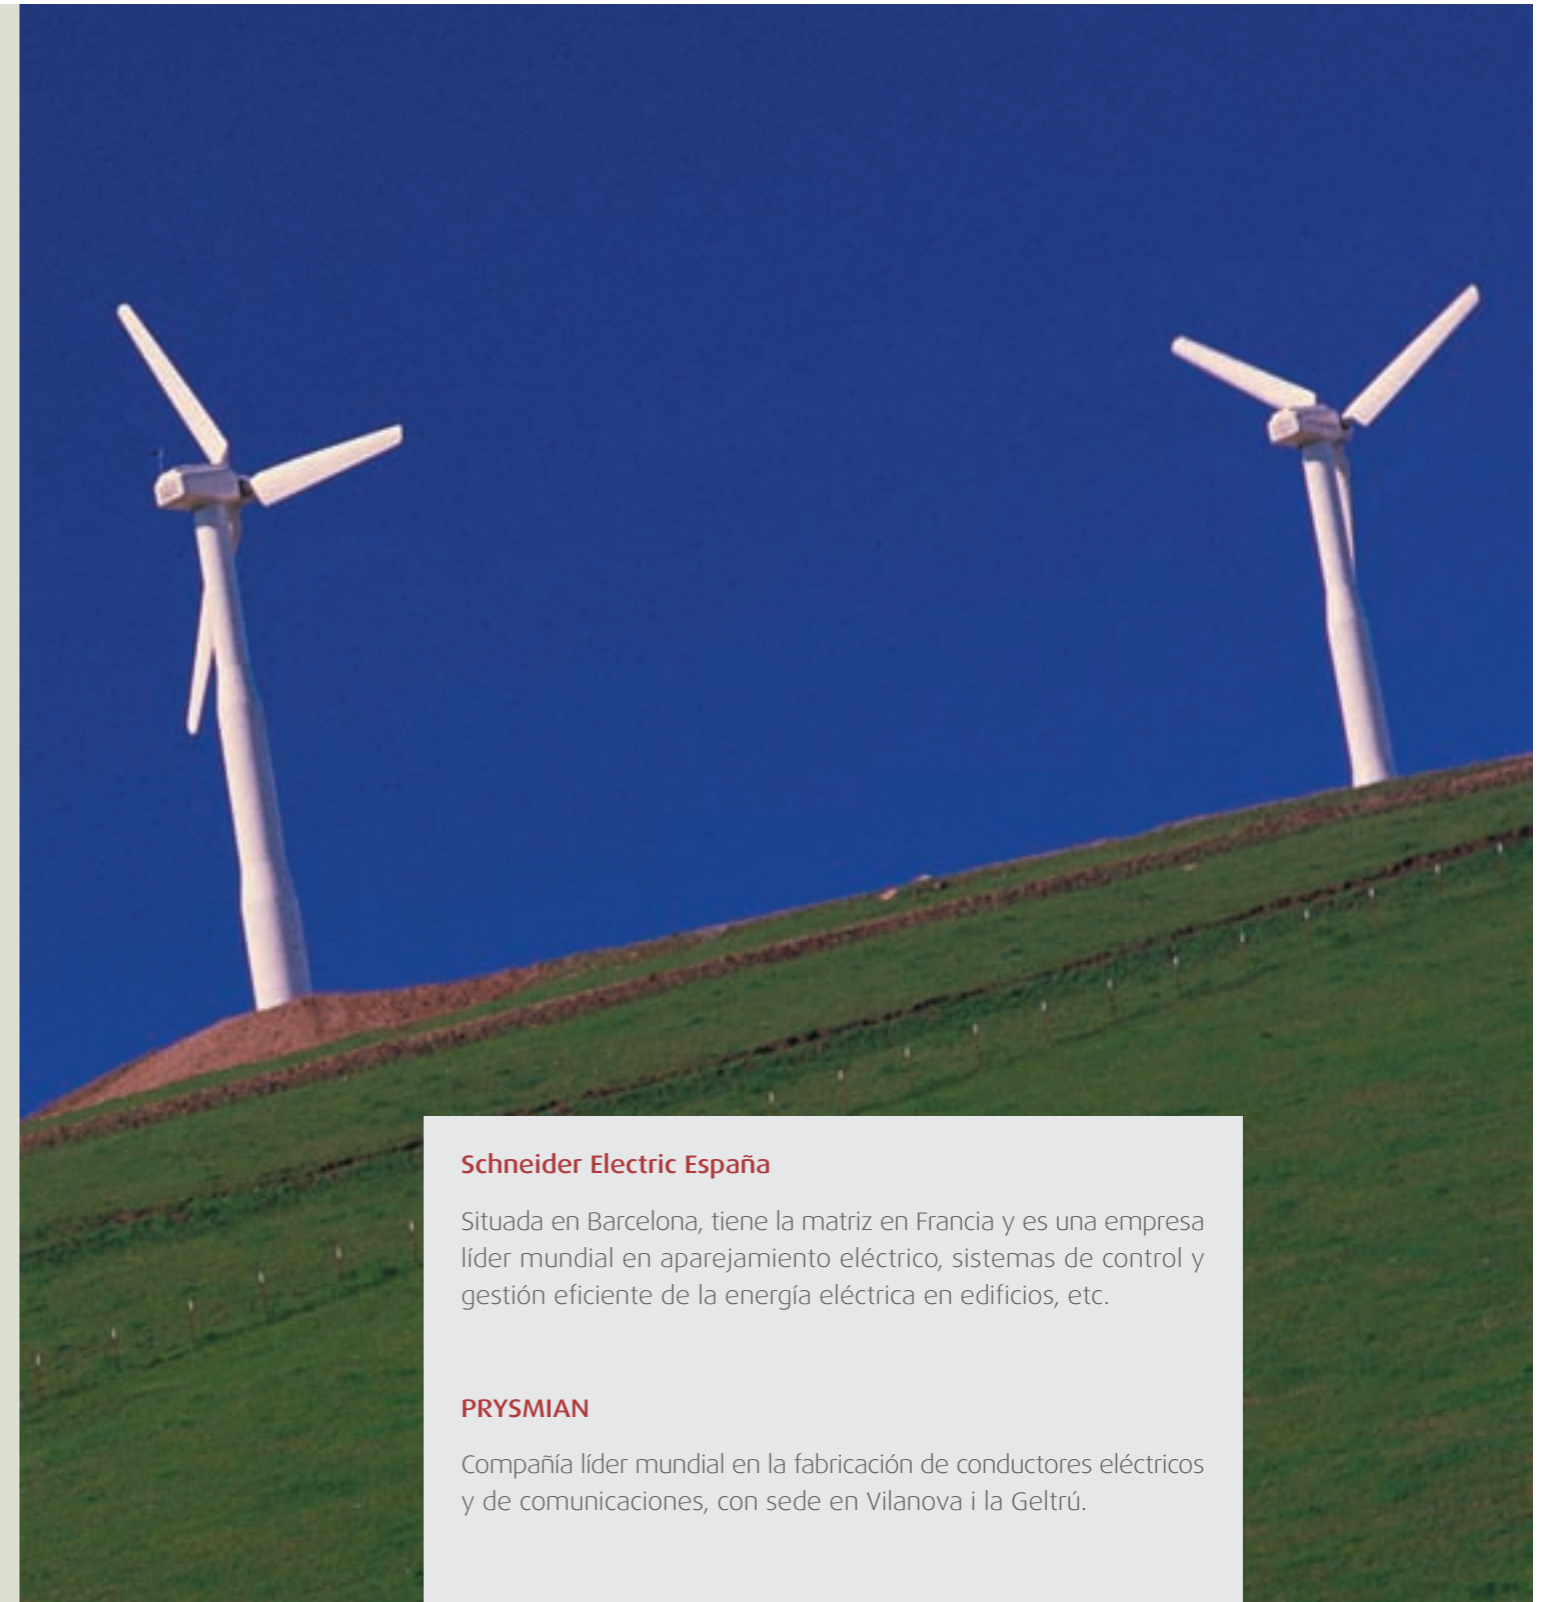 Schneider Electric España
Situada en Barcelona, tiene la matriz en Francia y es una empresa
líder mundial en aparejamiento eléctrico, sistemas de control y
gestión eficiente de la energía eléctrica en edificios, etc.
PRYSMIAN
Compañía líder mundial en la fabricación de conductores eléctricos
y de comunicaciones, con sede en Vilanova i la Geltrú.